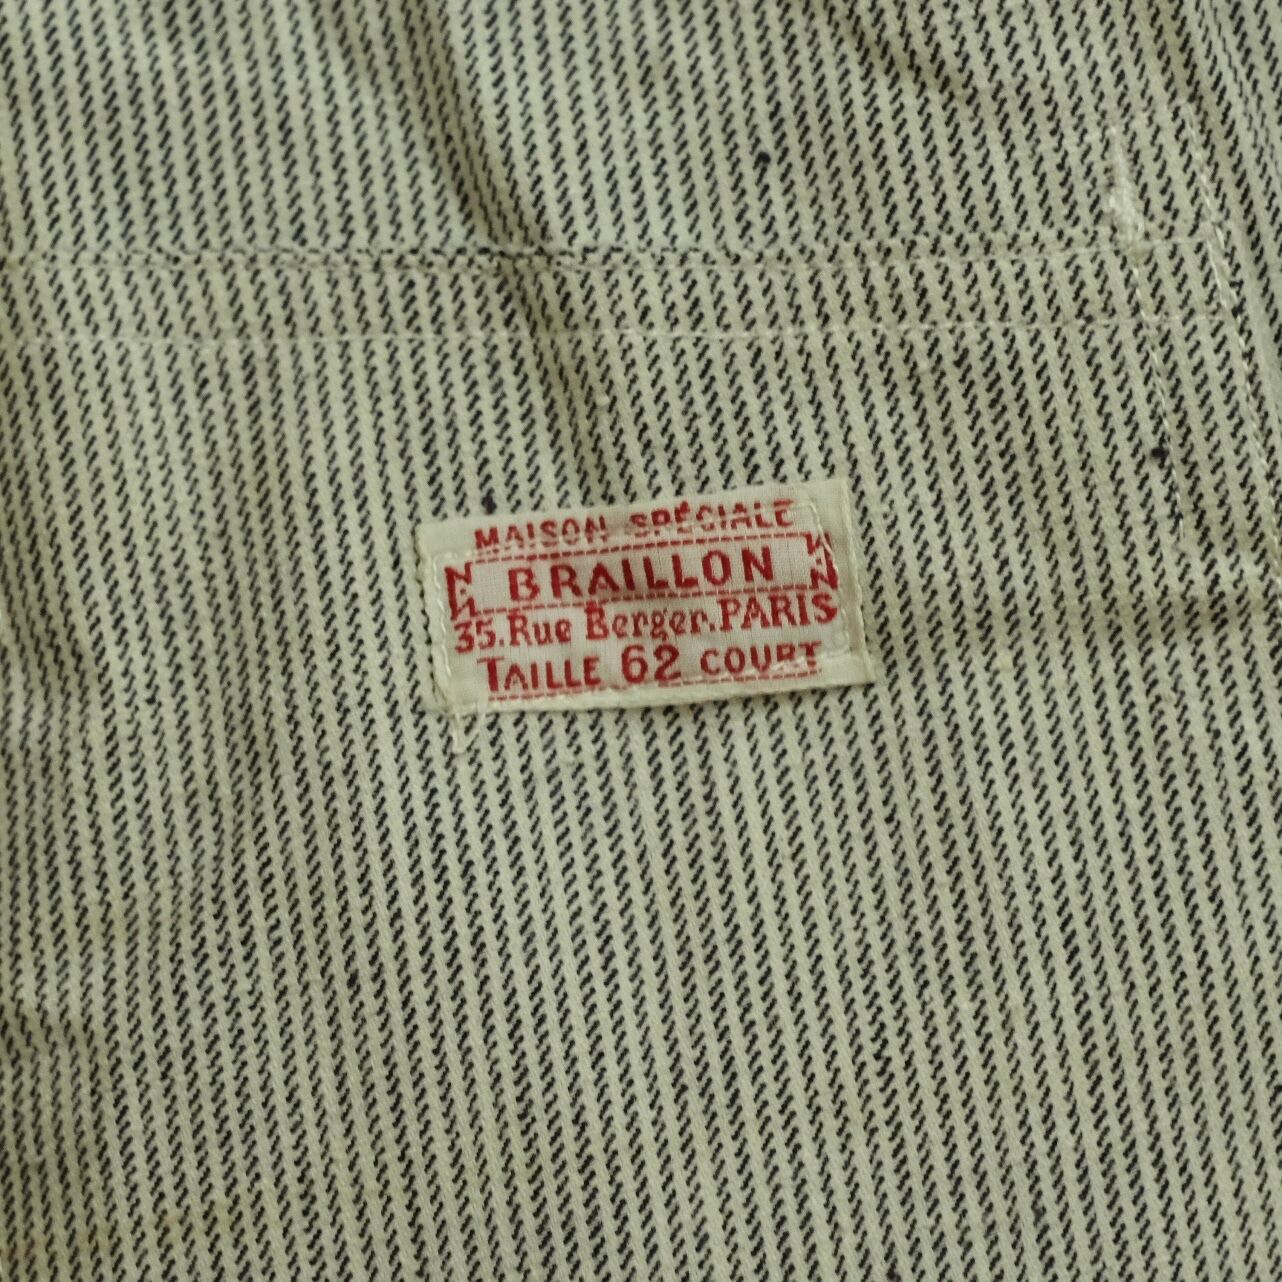 MAISON SPÉCIALE
BRAILLON
35.Rue Berger.PARIS
TAILLE 62 COURT